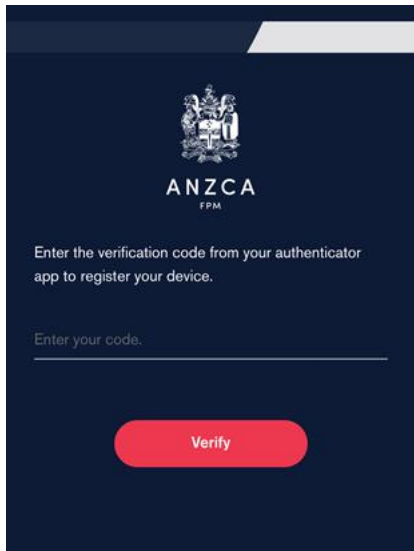 ANZCA
FPM
Enter the verification code from your authenticator
app to register your device.
Enter your code.
Verify